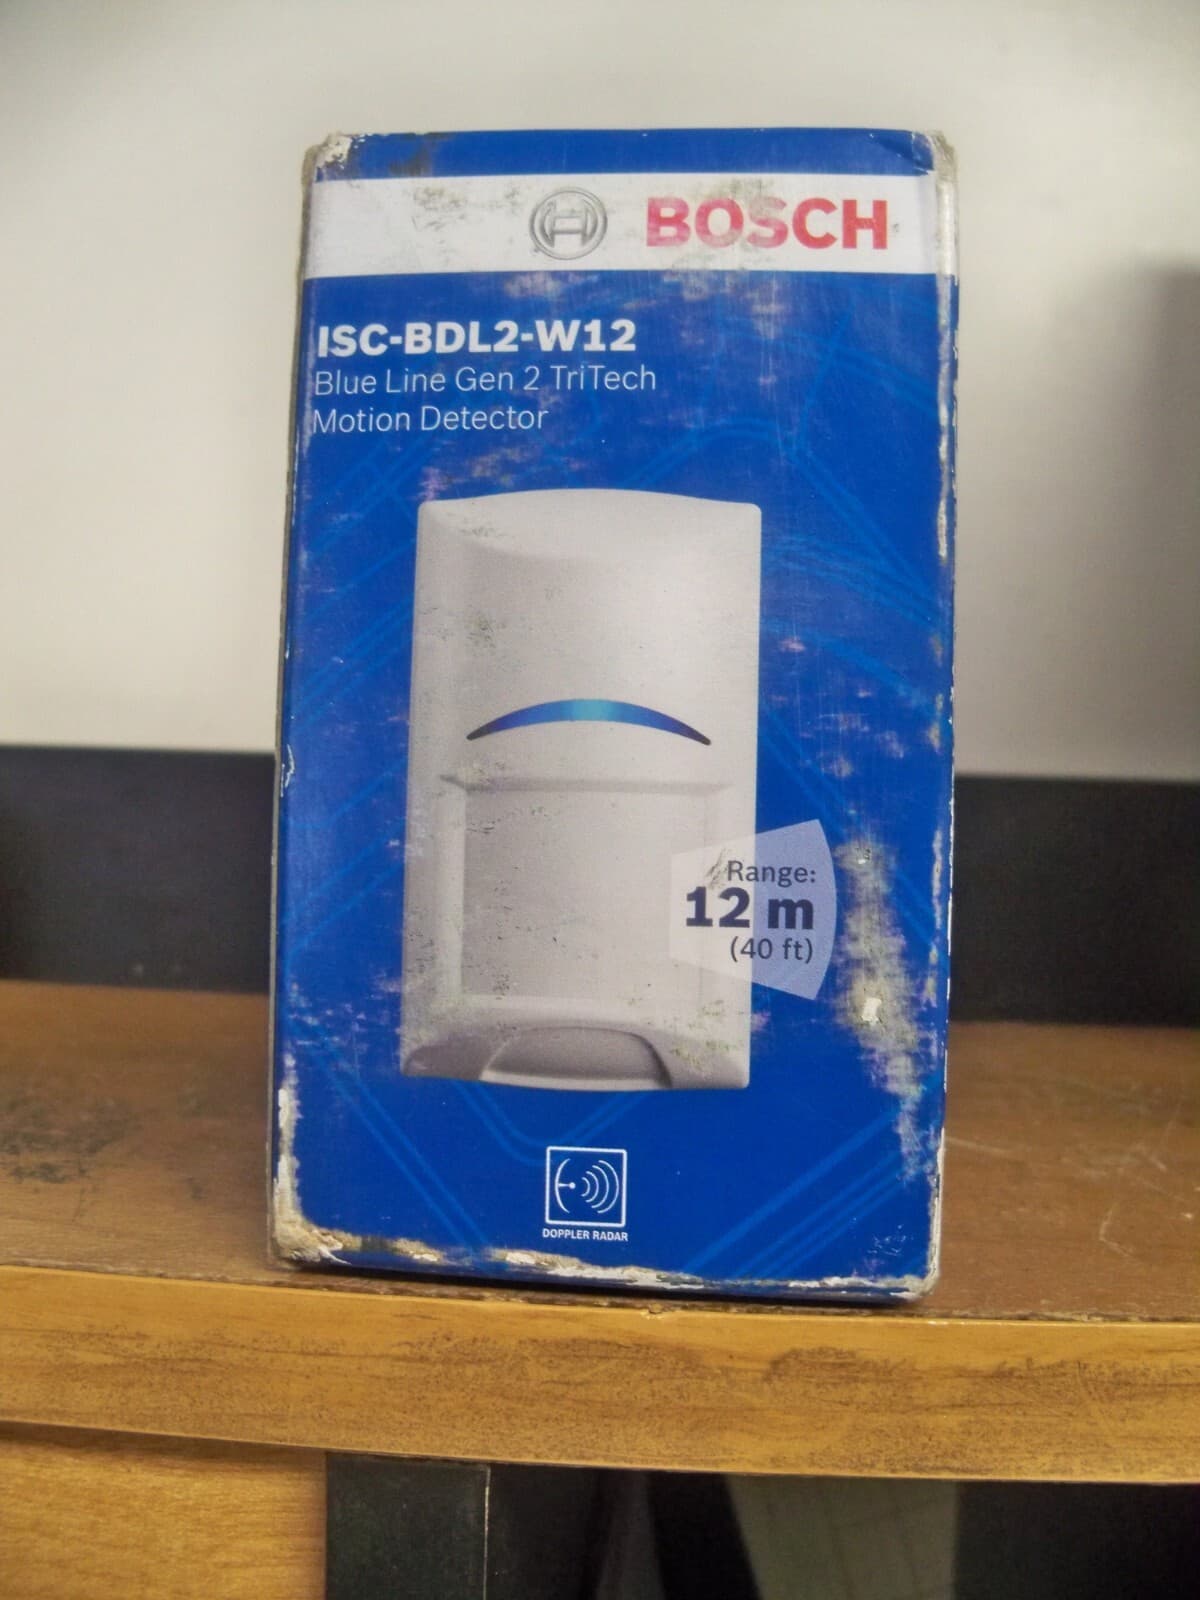 BOSCH
ISC-BDL2-W12
Blue Line Gen 2 TriTech
Motion Detector
Range:
12 m
(40 ft)
DOPPLER RADAR